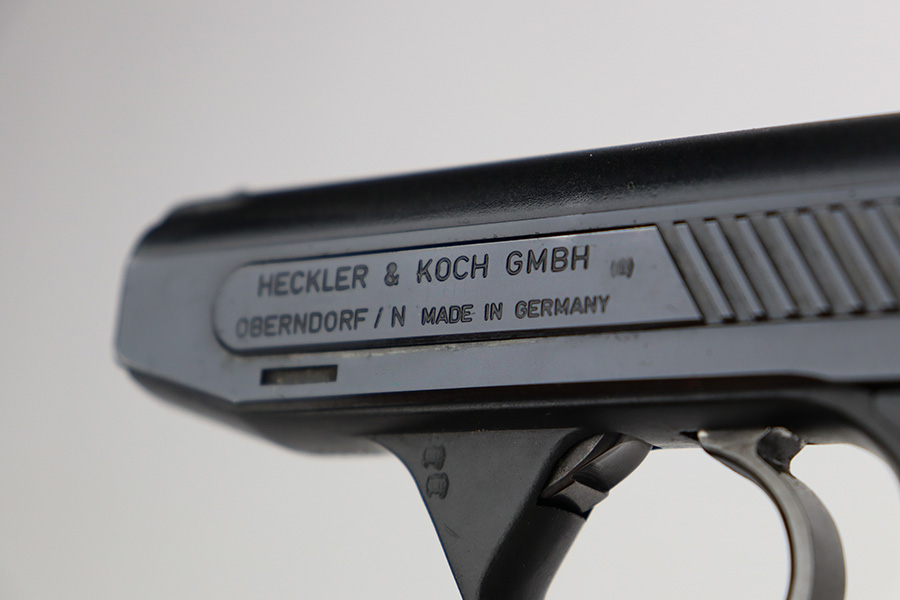 HECKLER & KOCH GMBH
OBERNDORF / N MADE IN GERMANY